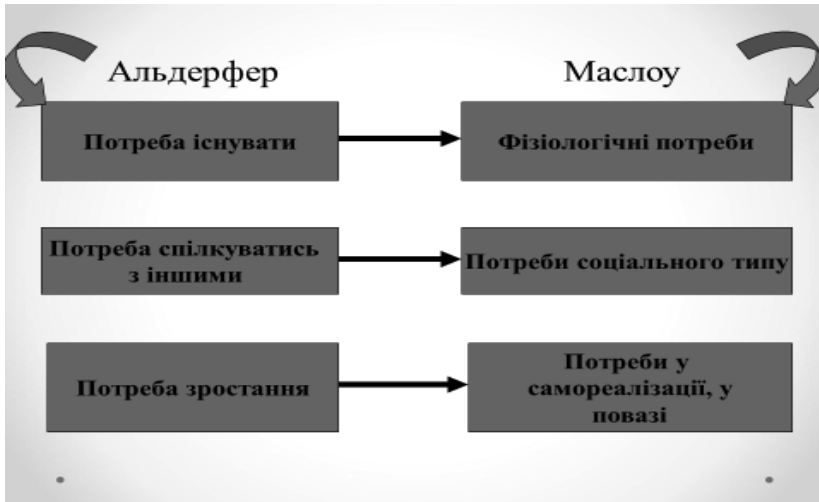 Альдерфер
Маслоу
Потреба існувати
Фізіологічні потреби
Потреба спілкуватись
з іншими
Потреби соціального типу
Потреба зростання
Потреби у
самореалізації, у
повазі